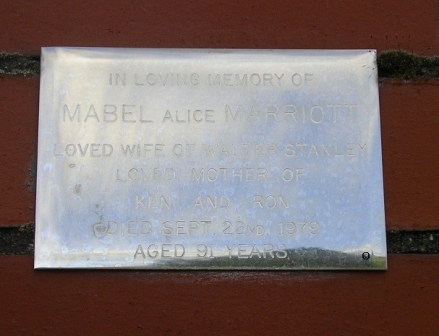 IN LOVING MEMORY OF
MABEL ALICE MARRIOTT
LOVED WIFE OF WALTER STANLEY
LOVED MOTHER OF
KEN AND RON
DIED SEPT. 22ND. 1979
AGED 91 YEARS